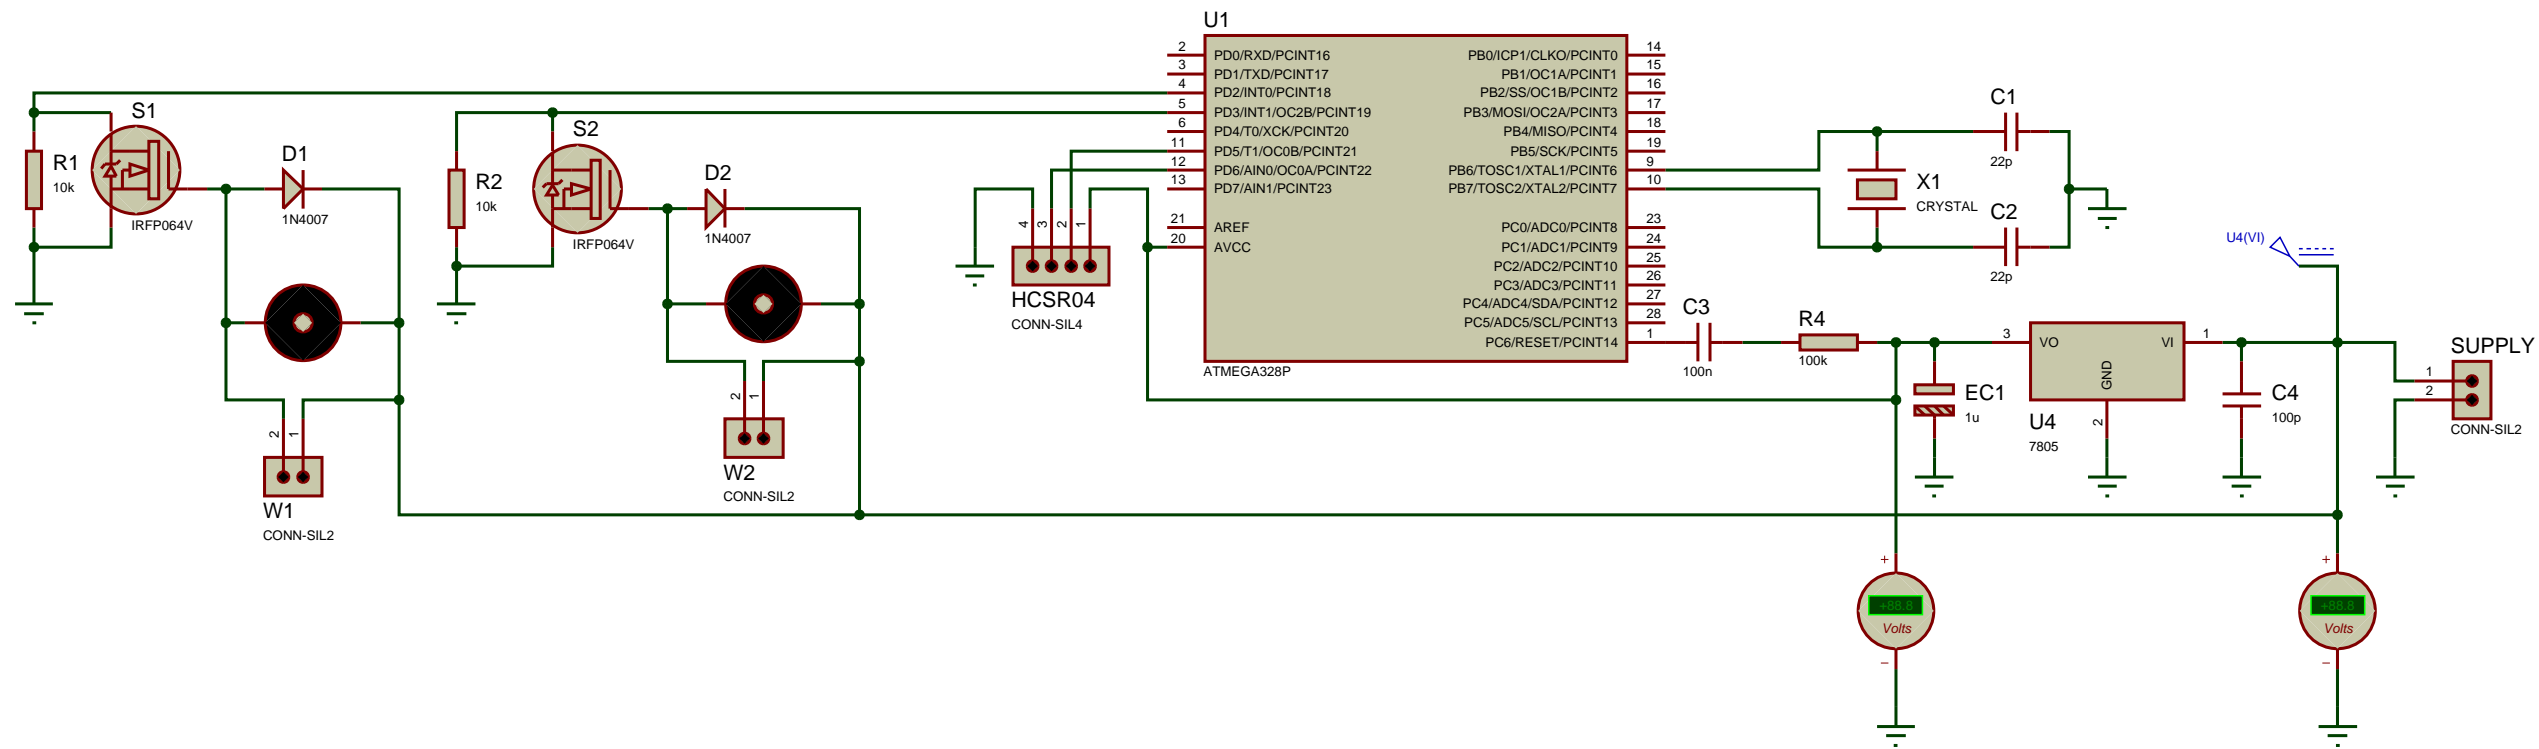 S1
R1
10k
IRFP064V
D1
1N4007
2
1
W1
CONN-SIL2
S2
R2
10k
IRFP064V
D2
1N4007
2
1
W2
CONN-SIL2
4
3
2
1
HCSR04
CONN-SIL4
U1
2 PD0/RXD/PCINT16
3 PD1/TXD/PCINT17
4 PD2/INT0/PCINT18
5 PD3/INT1/OC2B/PCINT19
6 PD4/T0/XCK/PCINT20
11 PD5/T1/OC0B/PCINT21
12 PD6/AIN0/OC0A/PCINT22
13 PD7/AIN1/PCINT23
21 AREF
20 AVCC
PB0/ICP1/CLKO/PCINT0 14
PB1/OC1A/PCINT1 15
PB2/SS/OC1B/PCINT2 16
PB3/MOSI/OC2A/PCINT3 17
PB4/MISO/PCINT4 18
PB5/SCK/PCINT5 19
PB6/TOSC1/XTAL1/PCINT6 9
PB7/TOSC2/XTAL2/PCINT7 10
PC0/ADC0/PCINT8 23
PC1/ADC1/PCINT9 24
PC2/ADC2/PCINT10 25
PC3/ADC3/PCINT11 26
PC4/ADC4/SDA/PCINT12 27
PC5/ADC5/SCL/PCINT13 28
PC6/RESET/PCINT14 1
ATMEGA328P
C1
22p
X1
CRYSTAL
C2
22p
C3
100n
R4
100k
EC1
1u
3 VO
VI 1
GND
2
U4
7805
U4(VI)
C4
100p
SUPPLY
1
2
CONN-SIL2
+
+88.8
Volts
−
+
+88.8
Volts
−